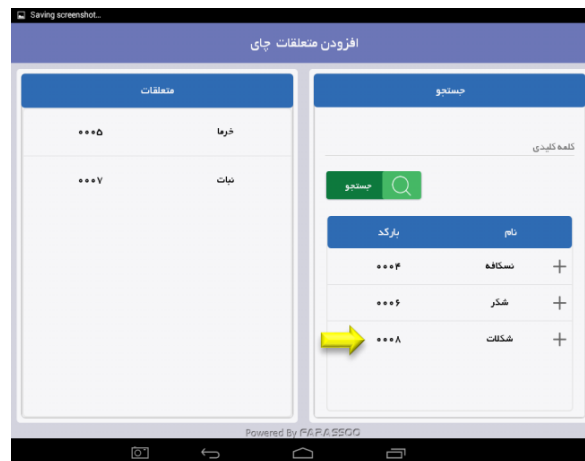 Saving screenshot...
افزودن متعلقات چای
جستجو
کلمه کلیدی
جستجو
نام بارکد
نسکافه ۰۰۰۴
شکر ۰۰۰۶
شکلات ۰۰۰۸
متعلقات
خرما ۰۰۰۵
نبات ۰۰۰۷
Powered By FARASSOO